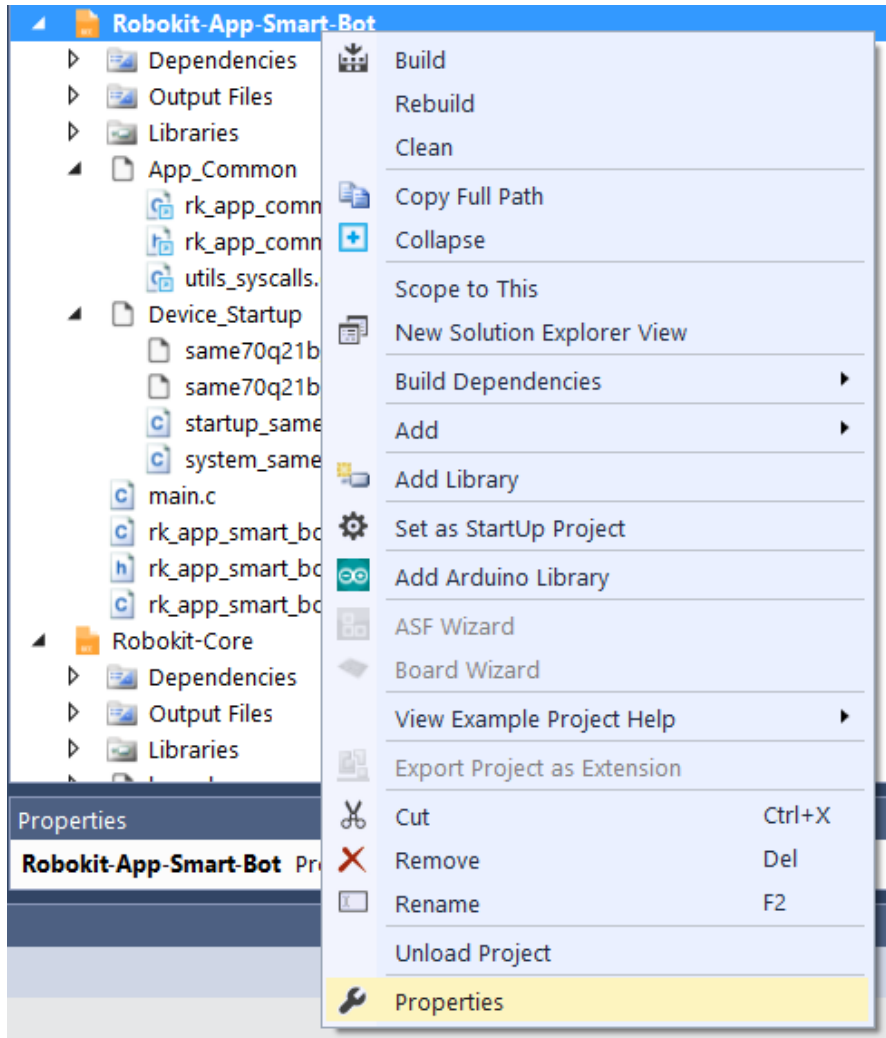 Robokit-App-Smart-Bot
Dependencies
Output Files
Libraries
App_Common
rk_app_comm
rk_app_comm
utils_syscalls.
Device_Startup
same70q21b
same70q21b
startup_same
system_same
main.c
rk_app_smart_bo
rk_app_smart_bo
rk_app_smart_bo
Robokit-Core
Dependencies
Output Files
Libraries
Properties
Robokit-App-Smart-Bot Pr
Build
Rebuild
Clean
Copy Full Path
Collapse
Scope to This
New Solution Explorer View
Build Dependencies
Add
Add Library
Set as StartUp Project
Add Arduino Library
ASF Wizard
Board Wizard
View Example Project Help
Export Project as Extension
Cut Ctrl+X
Remove Del
Rename F2
Unload Project
Properties